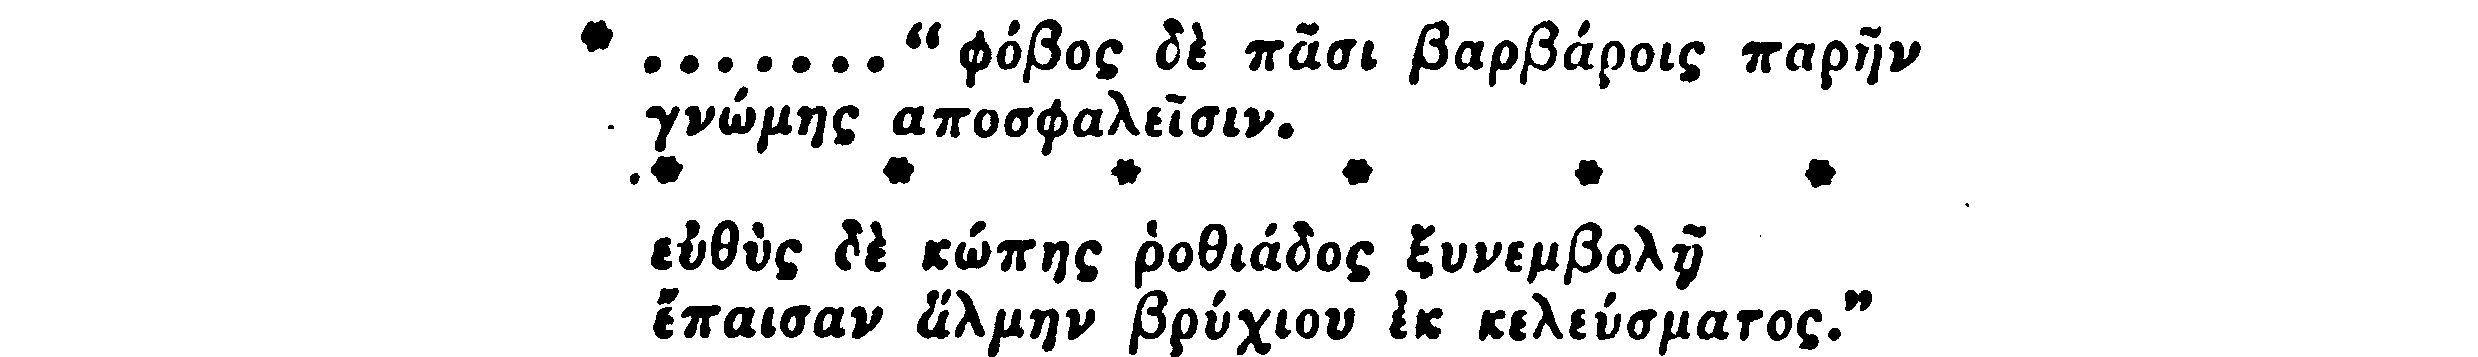 * ....... “φόβος δὲ πᾶσι βαρβάροις παρῆν
γνώμης αποσφαλεῖσιν.
* * * * * *
εὐθὺς δὲ κώπης ῥοθιάδος ξυνεμβολῇ
ἔπαισαν ἅλμην βρύχιον ἐκ κελεύσματος.”